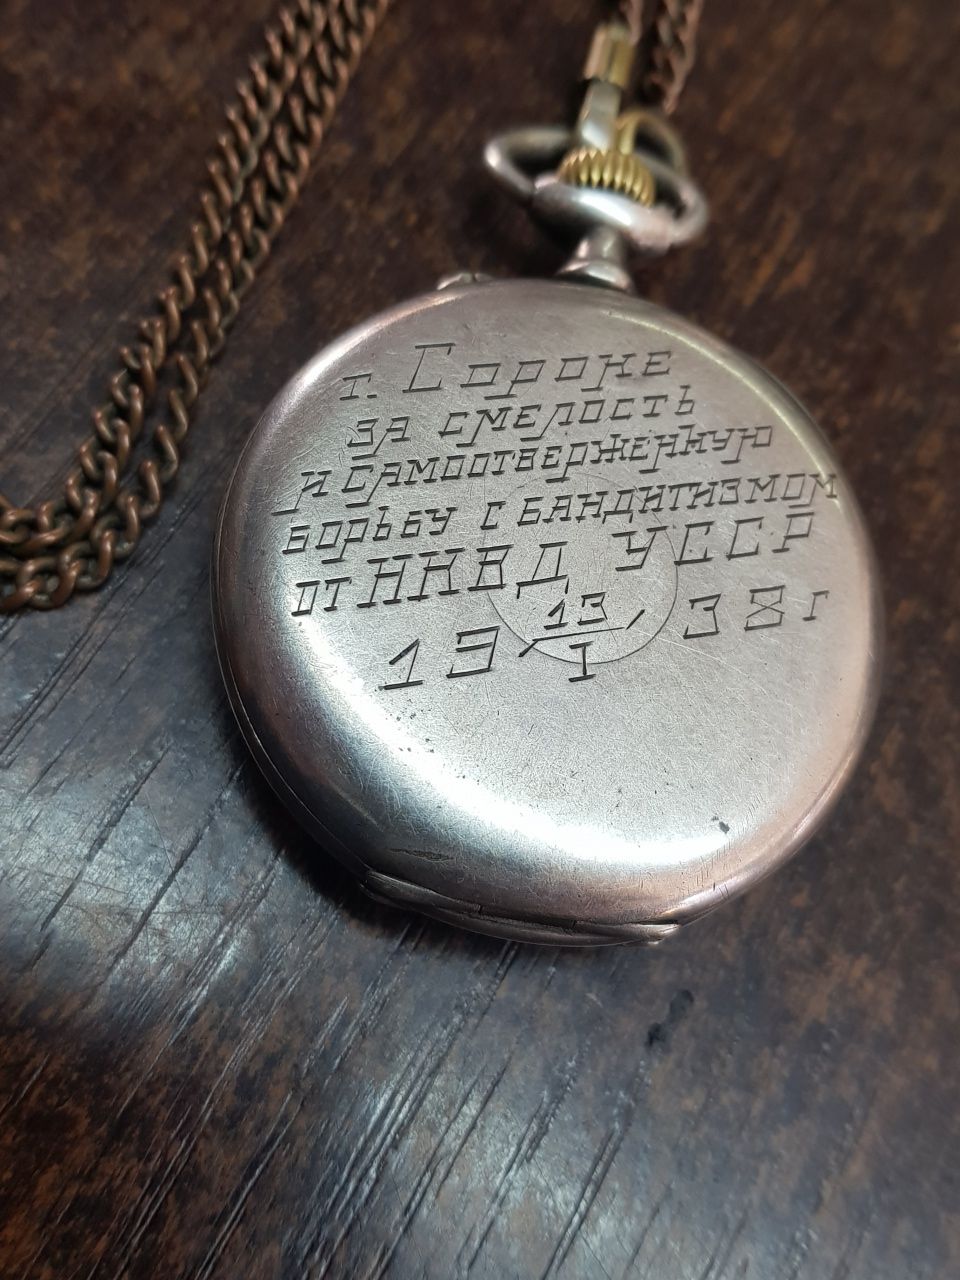 т. Сороке
за смелость
и самоотверженную
борьбу с бандитизмом
от НКВД УССР
19 13/I 38 г